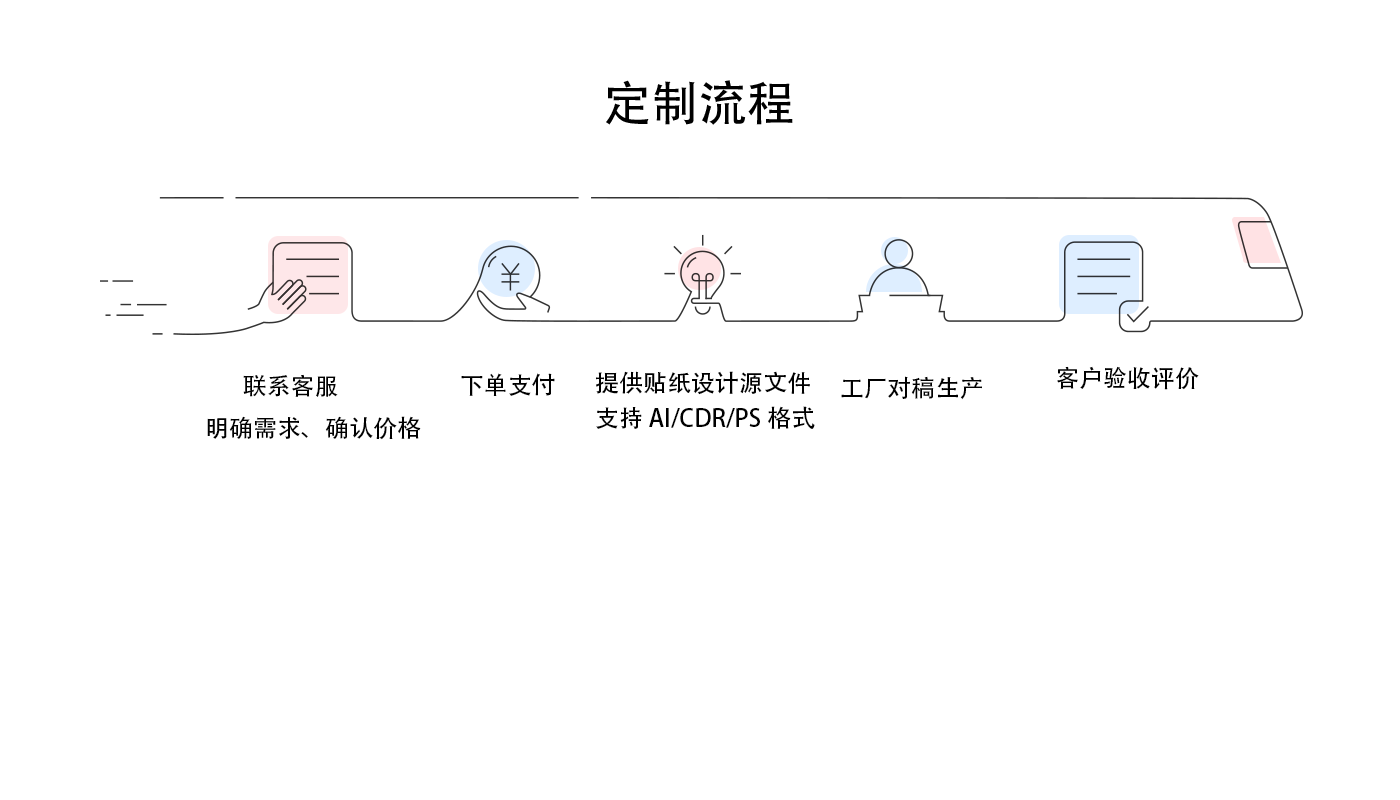 定制流程
联系客服
明确需求、确认价格
下单支付
提供贴纸设计源文件
支持 AI/CDR/PS 格式
工厂对稿生产
客户验收评价
¥